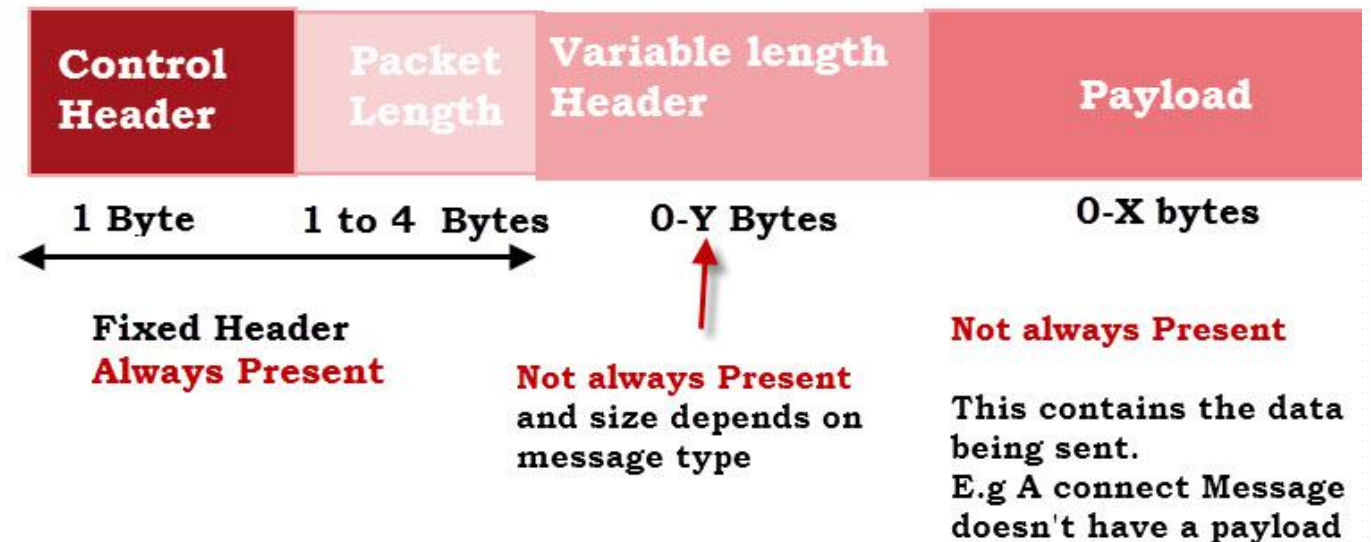 Control
Header
Packet
Length
Variable length
Header
Payload
1 Byte
1 to 4 Bytes
0-Y Bytes
0-X bytes
Fixed Header
Always Present
Not always Present
and size depends on
message type
Not always Present
This contains the data
being sent.
E.g A connect Message
doesn't have a payload